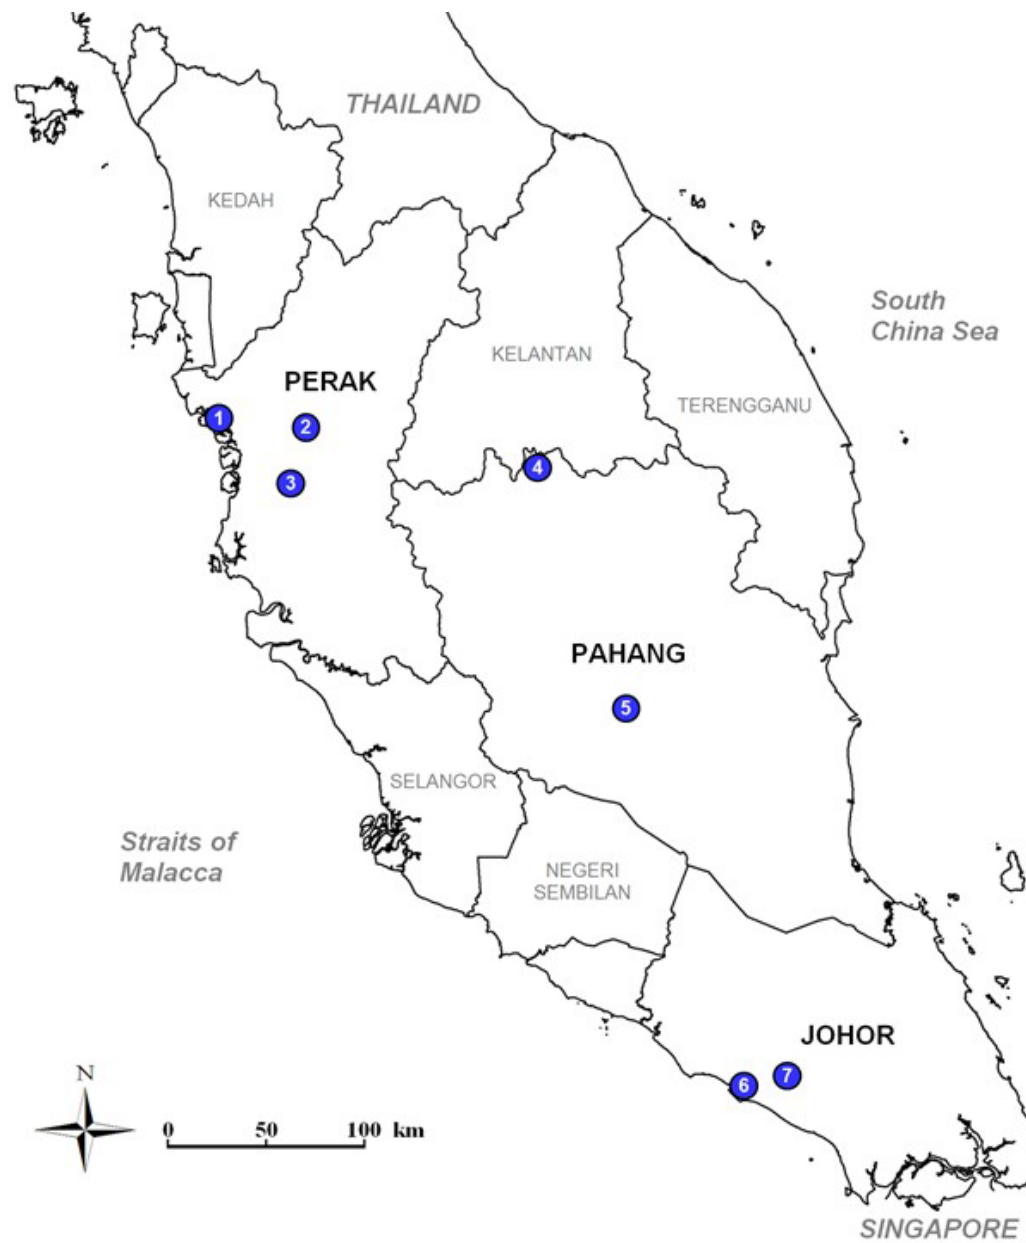 THAILAND
KEDAH
South
China Sea
KELANTAN
PERAK
TERENGGANU
1
2
4
3
PAHANG
5
SELANGOR
Straits of
Malacca
NEGERI
SEMBILAN
JOHOR
N
7
6
0 50 100 km
SINGAPORE